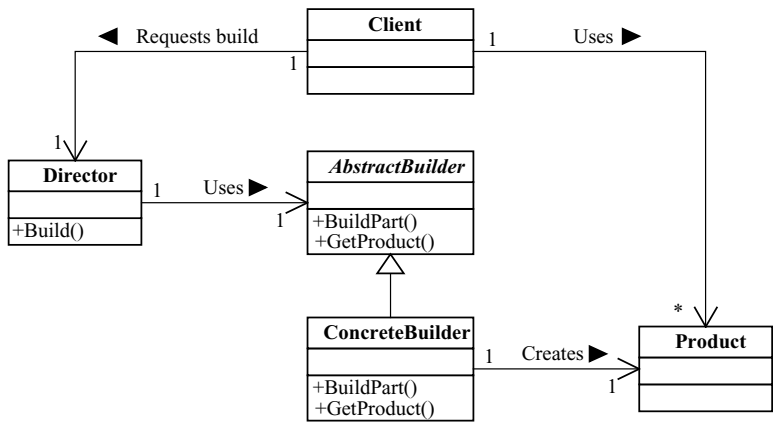 Client
◀ Requests build
1
1 Uses ▶
1
Director
+Build()
1 Uses ▶
1
AbstractBuilder
+BuildPart()
+GetProduct()
ConcreteBuilder
+BuildPart()
+GetProduct()
1 Creates ▶
1
*
Product